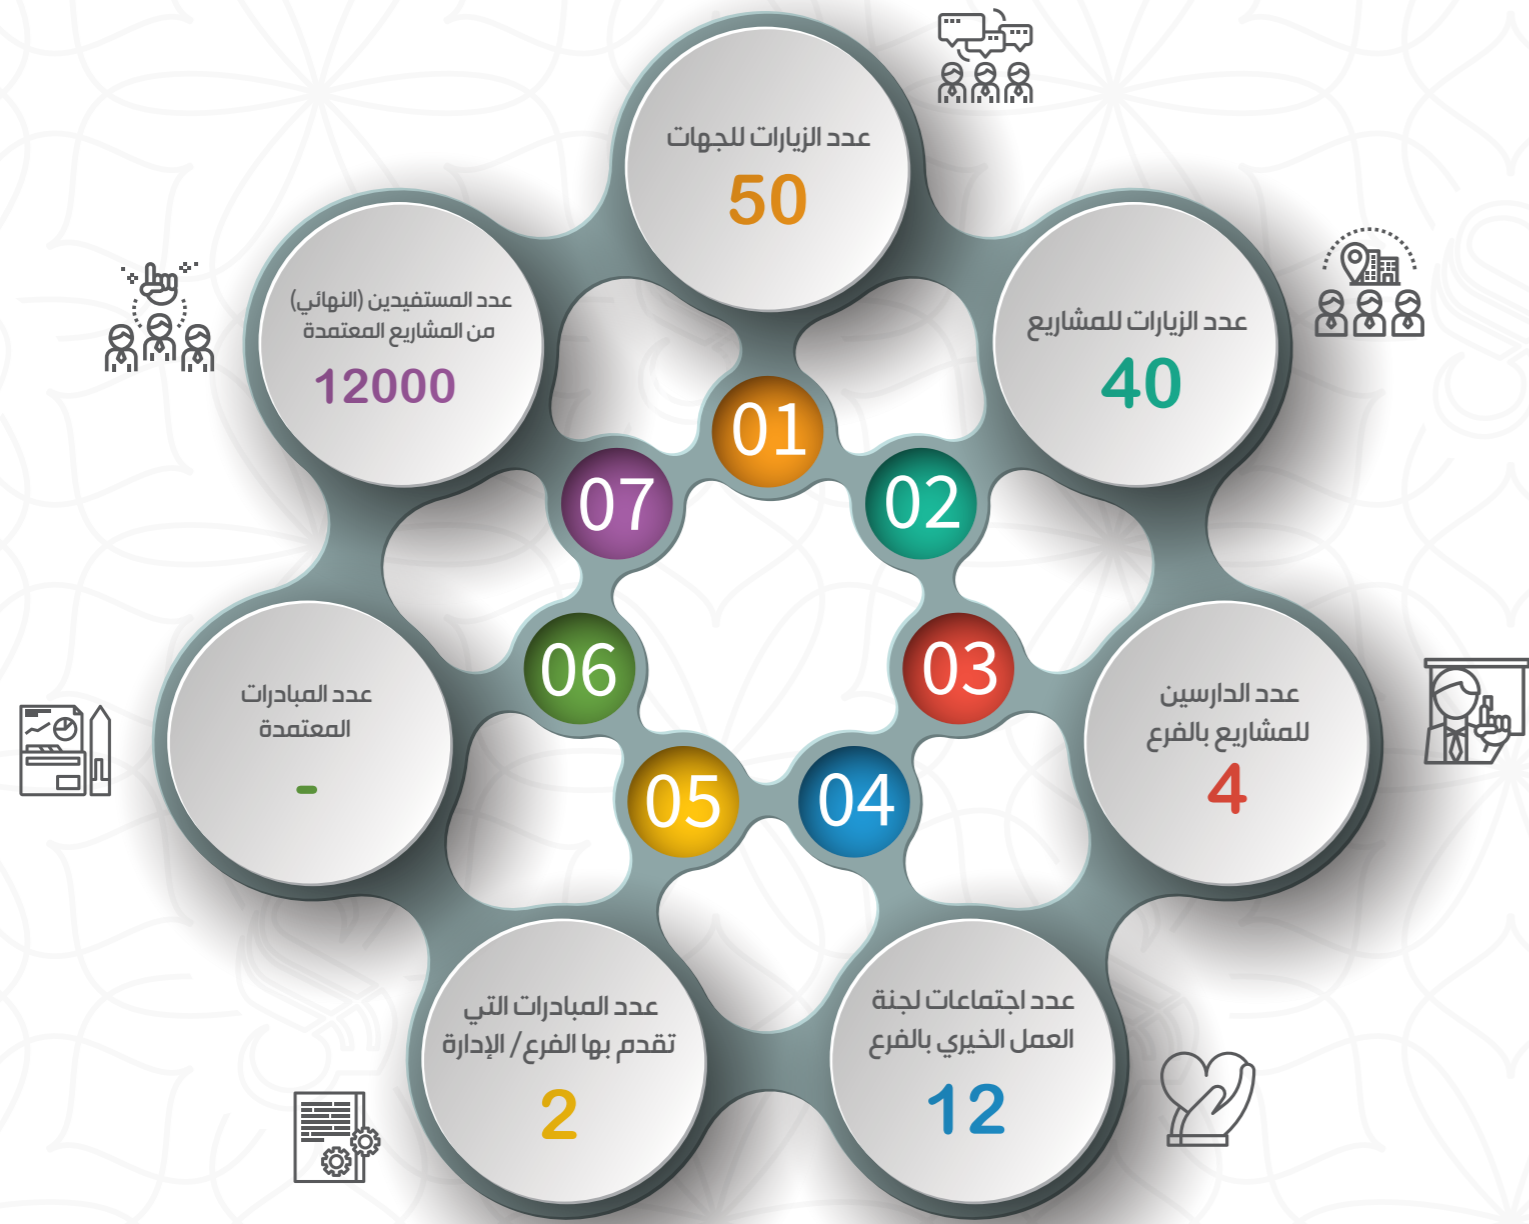 عدد الزيارات للجهات
50
01
عدد الزيارات للمشاريع
40
02
عدد الدارسين
للمشاريع بالفرع
4
03
عدد اجتماعات لجنة
العمل الخيري بالفرع
12
04
عدد المبادرات التي
تقدم بها الفرع/ الإدارة
2
05
عدد المبادرات
المعتمدة
-
06
عدد المستفيدين (النهائي)
من المشاريع المعتمدة
12000
07